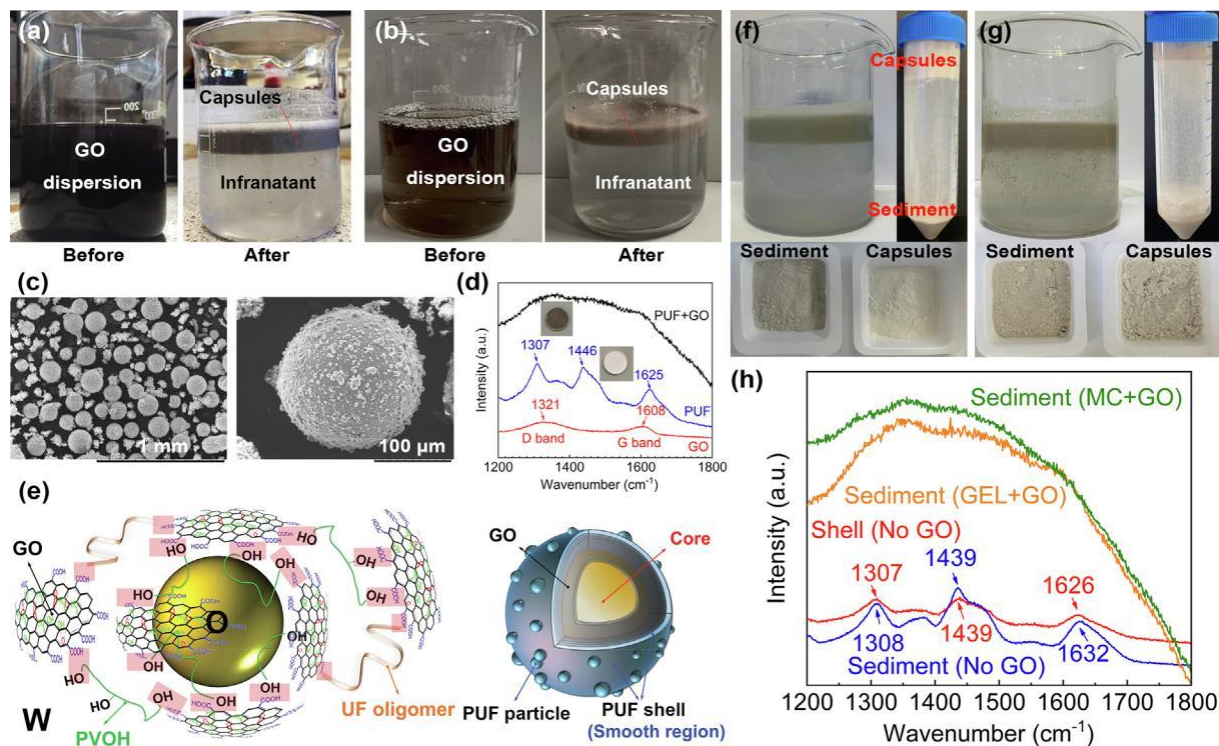 (a)
200
Capsules
GO
dispersion
Infranatant
Before
After
(b)
200
Capsules
GO
dispersion
Infranatant
Before
After
(c)
1 mm
100 µm
(d)
Intensity (a.u.)
PUF+GO
1307
1446
1625
PUF
1321
1608
D band
G band
GO
1200
1400
1600
1800
Wavenumber (cm⁻¹)
(e)
GO
HOOC
COOH
HO
OH
O
W
PVOH
UF oligomer
GO
Core
PUF particle
PUF shell
(Smooth region)
(f)
Capsules
Sediment
Sediment
Capsules
(g)
Sediment
Capsules
(h)
Intensity (a.u.)
Sediment (MC+GO)
Sediment (GEL+GO)
Shell (No GO)
1307
1439
1626
1308
1439
1632
Sediment (No GO)
1200
1300
1400
1500
1600
1700
1800
Wavenumber (cm⁻¹)